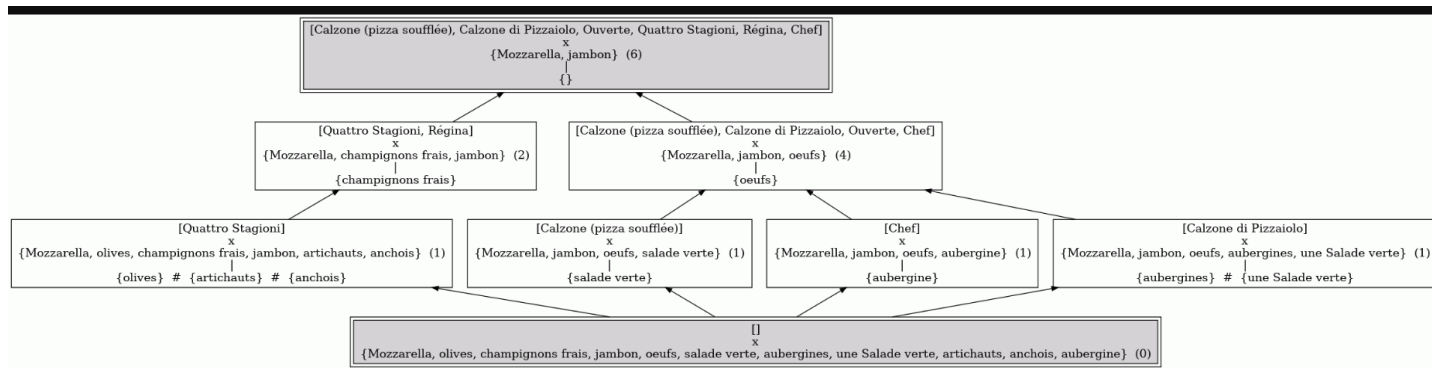 [Calzone (pizza soufflée), Calzone di Pizzaiolo, Ouverte, Quattro Stagioni, Régina, Chef]
x
{Mozzarella, jambon} (6)
|
{}
[Quattro Stagioni, Régina]
x
{Mozzarella, champignons frais, jambon} (2)
|
{champignons frais}
[Calzone (pizza soufflée), Calzone di Pizzaiolo, Ouverte, Chef]
x
{Mozzarella, jambon, oeufs} (4)
|
{oeufs}
[Quattro Stagioni]
x
{Mozzarella, olives, champignons frais, jambon, artichauts, anchois} (1)
|
{olives} # {artichauts} # {anchois}
[Calzone (pizza soufflée)]
x
{Mozzarella, jambon, oeufs, salade verte} (1)
|
{salade verte}
[Chef]
x
{Mozzarella, jambon, oeufs, aubergine} (1)
|
{aubergine}
[Calzone di Pizzaiolo]
x
{Mozzarella, jambon, oeufs, aubergines, une Salade verte} (1)
|
{aubergines} # {une Salade verte}
[]
x
{Mozzarella, olives, champignons frais, jambon, oeufs, salade verte, aubergines, une Salade verte, artichauts, anchois, aubergine} (0)